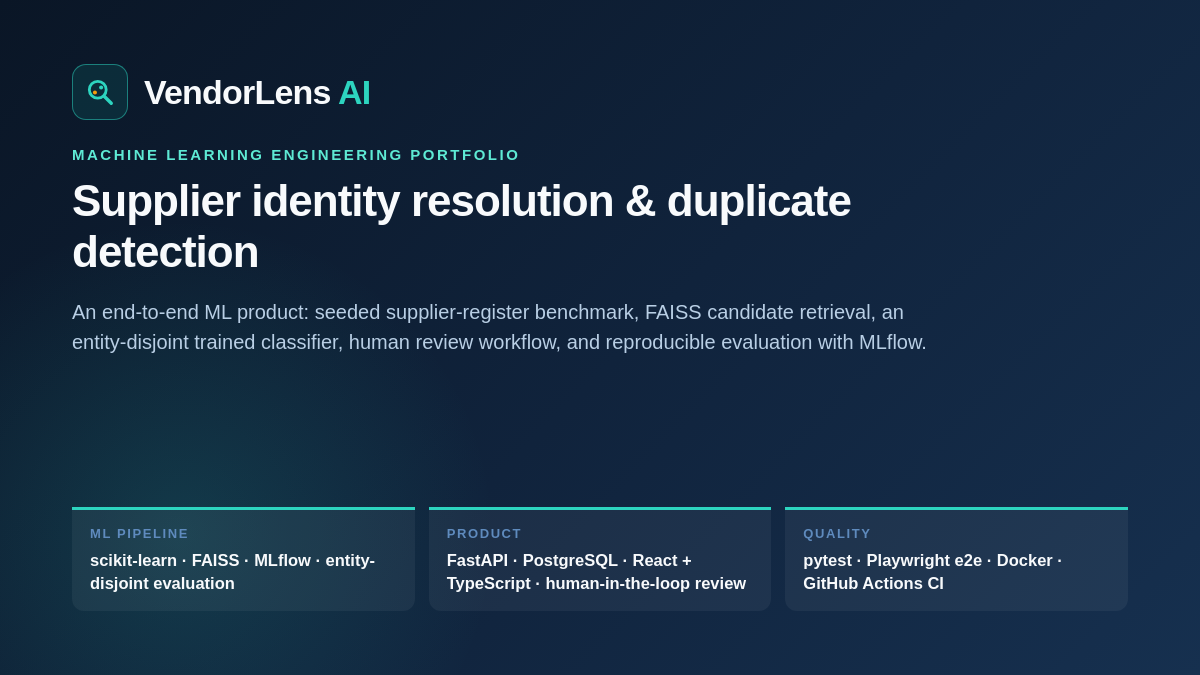 VendorLens AI
MACHINE LEARNING ENGINEERING PORTFOLIO
Supplier identity resolution & duplicate
detection
An end-to-end ML product: seeded supplier-register benchmark, FAISS candidate retrieval, an
entity-disjoint trained classifier, human review workflow, and reproducible evaluation with MLflow.
ML PIPELINE
scikit-learn · FAISS · MLflow · entity-
disjoint evaluation
PRODUCT
FastAPI · PostgreSQL · React +
TypeScript · human-in-the-loop review
QUALITY
pytest · Playwright e2e · Docker ·
GitHub Actions CI